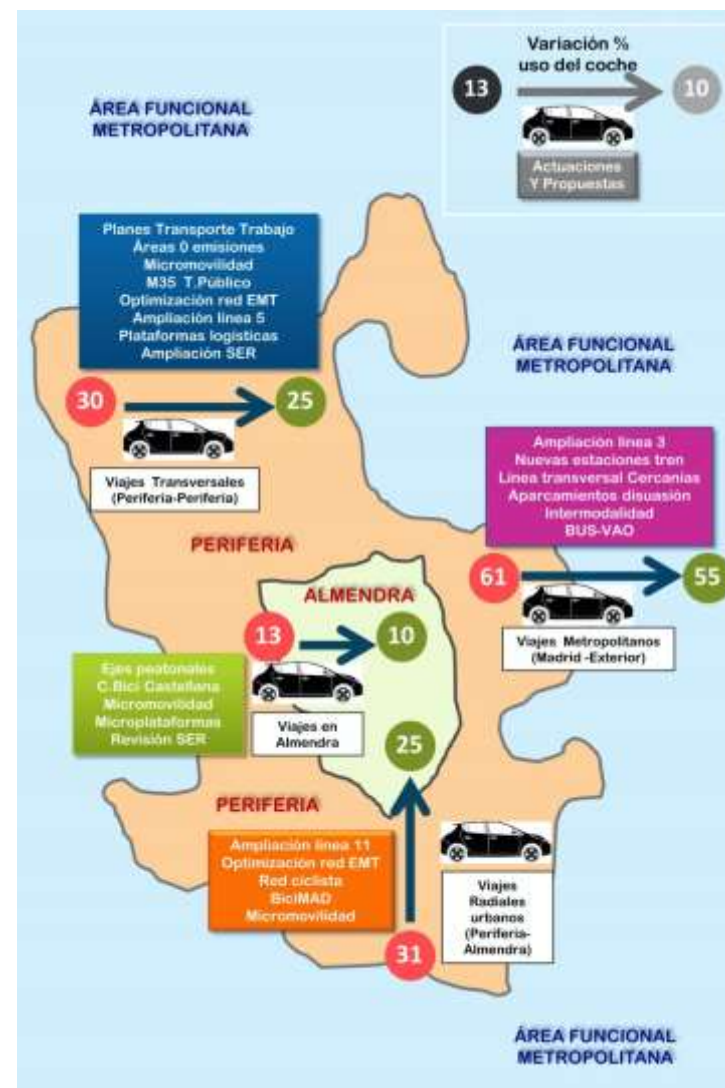 Variación %
uso del coche
13
10
Actuaciones
Y Propuestas
ÁREA FUNCIONAL
METROPOLITANA
Planes Transporte Trabajo
Áreas 0 emisiones
Micromovilidad
M35 T.Público
Optimización red EMT
Ampliación línea 5
Plataformas logísticas
Ampliación SER
30
25
Viajes Transversales
(Periferia-Periferia)
ÁREA FUNCIONAL
METROPOLITANA
Ampliación línea 3
Nuevas estaciones tren
Línea transversal Cercanías
Aparcamientos disuasión
Intermodalidad
BUS-VAO
61
55
Viajes Metropolitanos
(Madrid -Exterior)
PERIFERIA
ALMENDRA
13
10
Ejes peatonales
C.Bici Castellana
Micromovilidad
Microplataformas
Revisión SER
Viajes en
Almendra
25
PERIFERIA
Ampliación línea 11
Optimización red EMT
Red ciclista
BiciMAD
Micromovilidad
31
Viajes
Radiales
urbanos
(Periferia-
Almendra)
ÁREA FUNCIONAL
METROPOLITANA